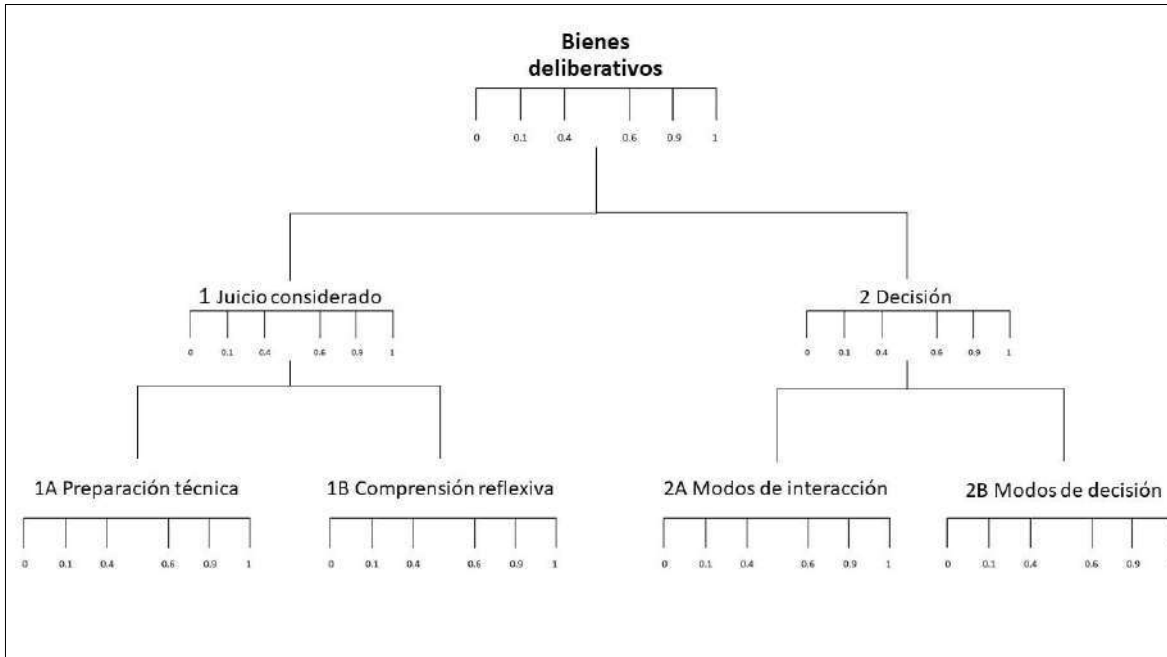 Bienes
deliberativos
0 0.1 0.4 0.6 0.9 1
1 Juicio considerado
0 0.1 0.4 0.6 0.9 1
2 Decisión
0 0.1 0.4 0.6 0.9 1
1A Preparación técnica
0 0.1 0.4 0.6 0.9 1
1B Comprensión reflexiva
0 0.1 0.4 0.6 0.9 1
2A Modos de interacción
0 0.1 0.4 0.6 0.9 1
2B Modos de decisión
0 0.1 0.4 0.6 0.9